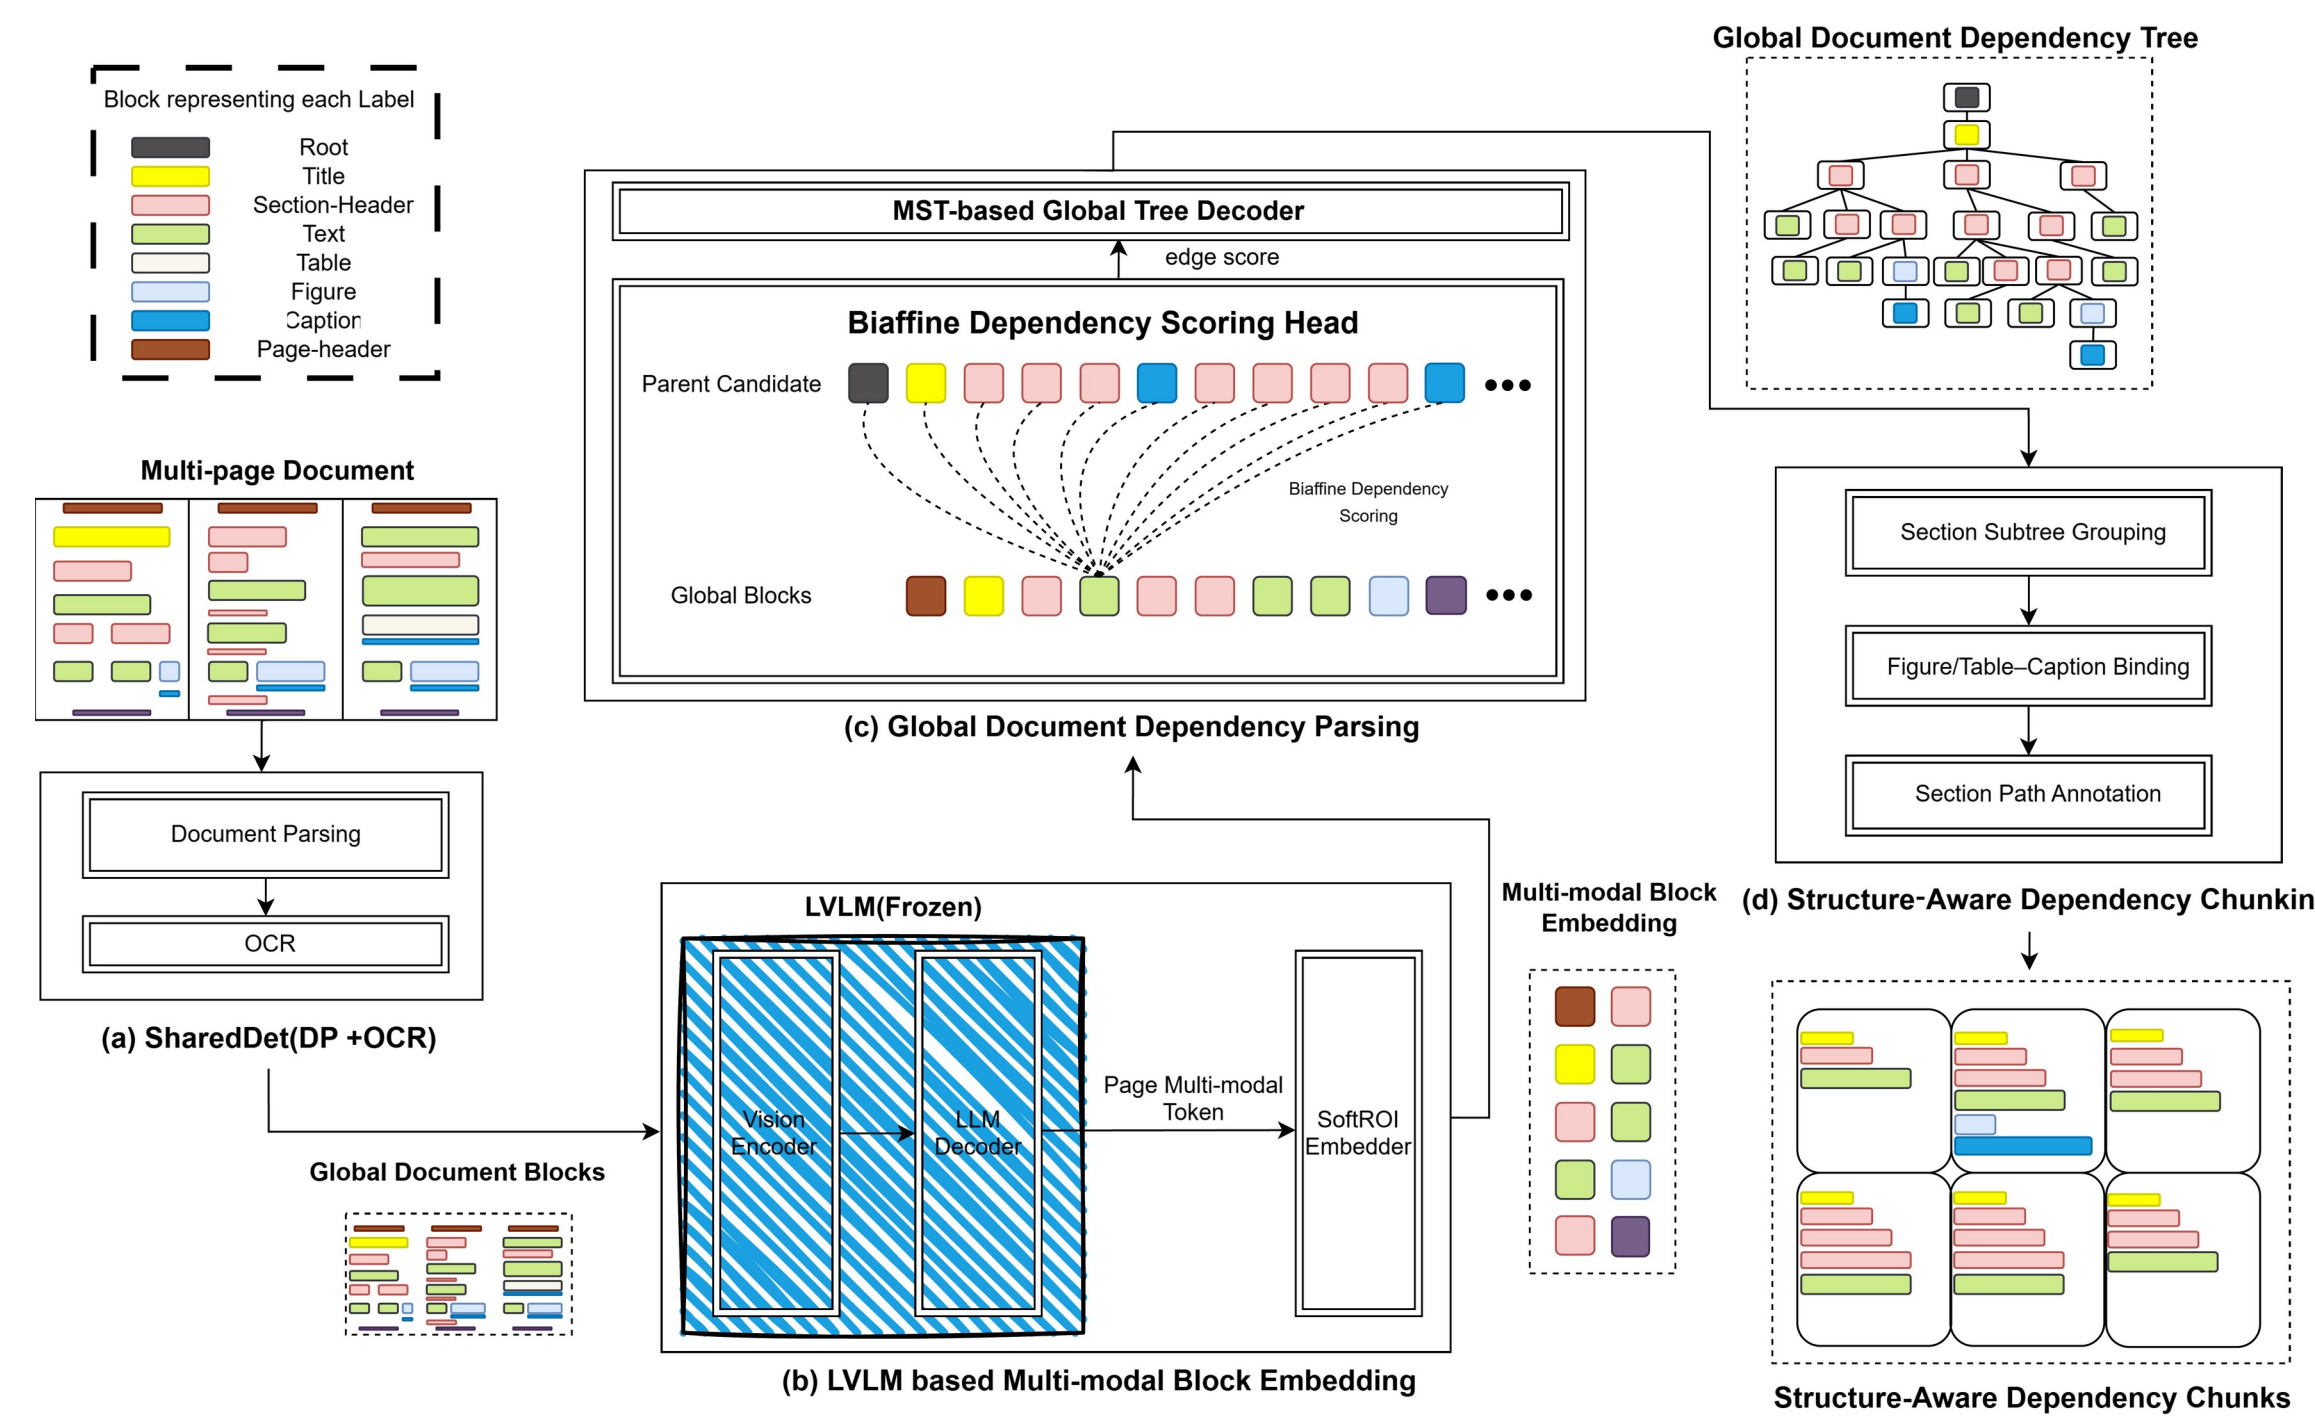 Global Document Dependency Tree
Block representing each Label
Root
Title
Section-Header
Text
Table
Figure
Caption
Page-header
MST-based Global Tree Decoder
edge score
Biaffine Dependency Scoring Head
Parent Candidate
Biaffine Dependency
Scoring
Global Blocks
(c) Global Document Dependency Parsing
Multi-page Document
Document Parsing
OCR
(a) SharedDet(DP +OCR)
Global Document Blocks
LVLM(Frozen)
Vision
Encoder
LLM
Decoder
Page Multi-modal
Token
SoftROI
Embedder
(b) LVLM based Multi-modal Block Embedding
Multi-modal Block
Embedding
Section Subtree Grouping
Figure/Table–Caption Binding
Section Path Annotation
(d) Structure-Aware Dependency Chunkin
Structure-Aware Dependency Chunks